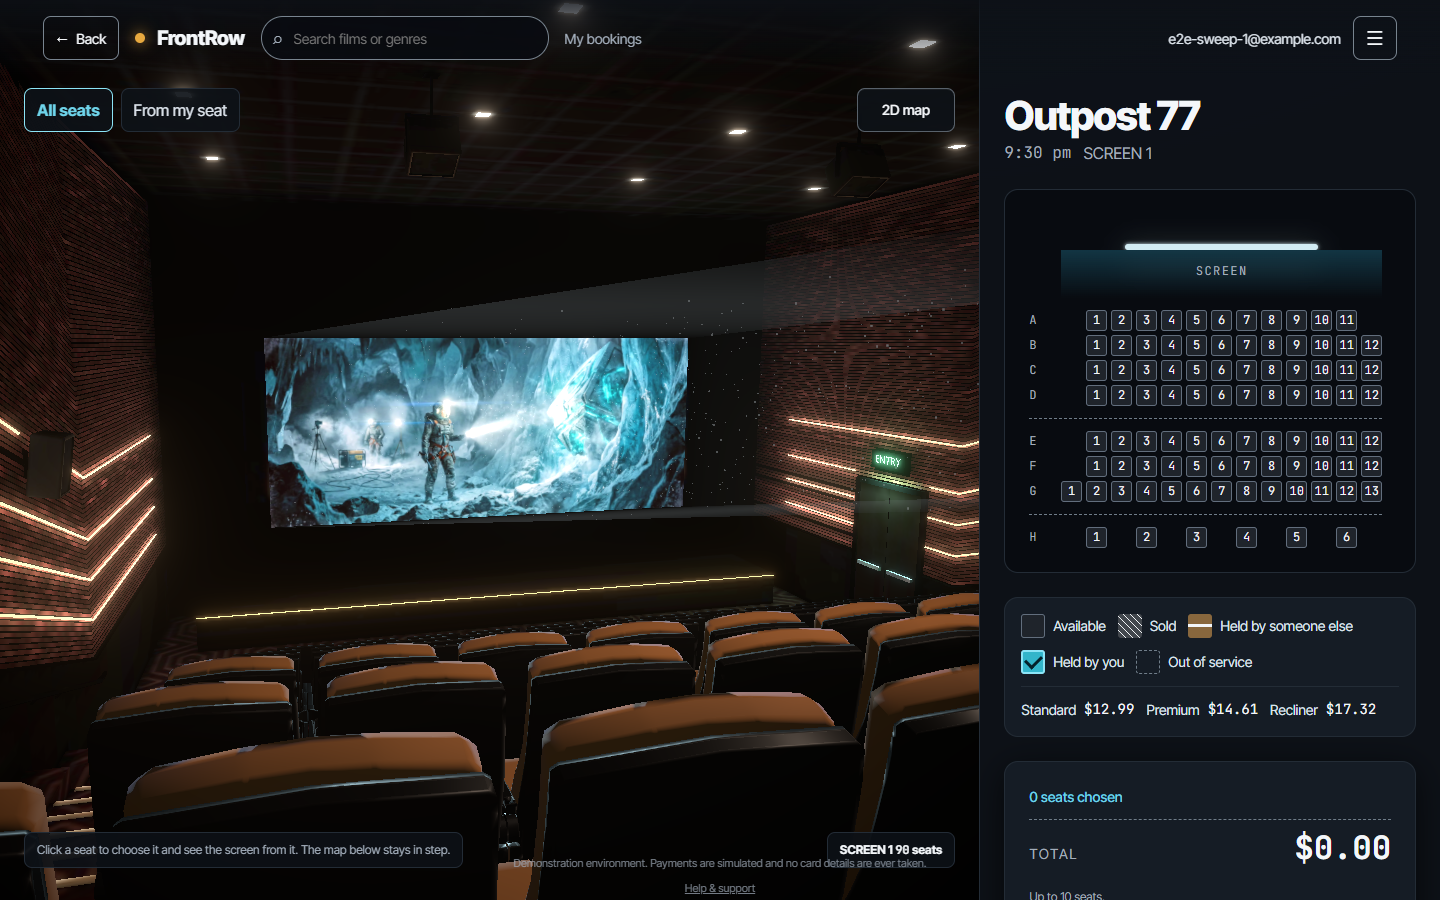 ← Back
FrontRow
Search films or genres
My bookings
e2e-sweep-1@example.com
All seats
From my seat
2D map
ENTRY
Click a seat to choose it and see the screen from it. The map below stays in step.
SCREEN 1 90 seats
Demonstration environment. Payments are simulated and no card details are ever taken.
Help & support
Outpost 77
9:30 pm SCREEN 1
SCREEN
A 1 2 3 4 5 6 7 8 9 10 11
B 1 2 3 4 5 6 7 8 9 10 11 12
C 1 2 3 4 5 6 7 8 9 10 11 12
D 1 2 3 4 5 6 7 8 9 10 11 12
E 1 2 3 4 5 6 7 8 9 10 11 12
F 1 2 3 4 5 6 7 8 9 10 11 12
G 1 2 3 4 5 6 7 8 9 10 11 12 13
H 1 2 3 4 5 6
Available Sold Held by someone else
Held by you Out of service
Standard $12.99 Premium $14.61 Recliner $17.32
0 seats chosen
TOTAL $0.00
Up to 10 seats.